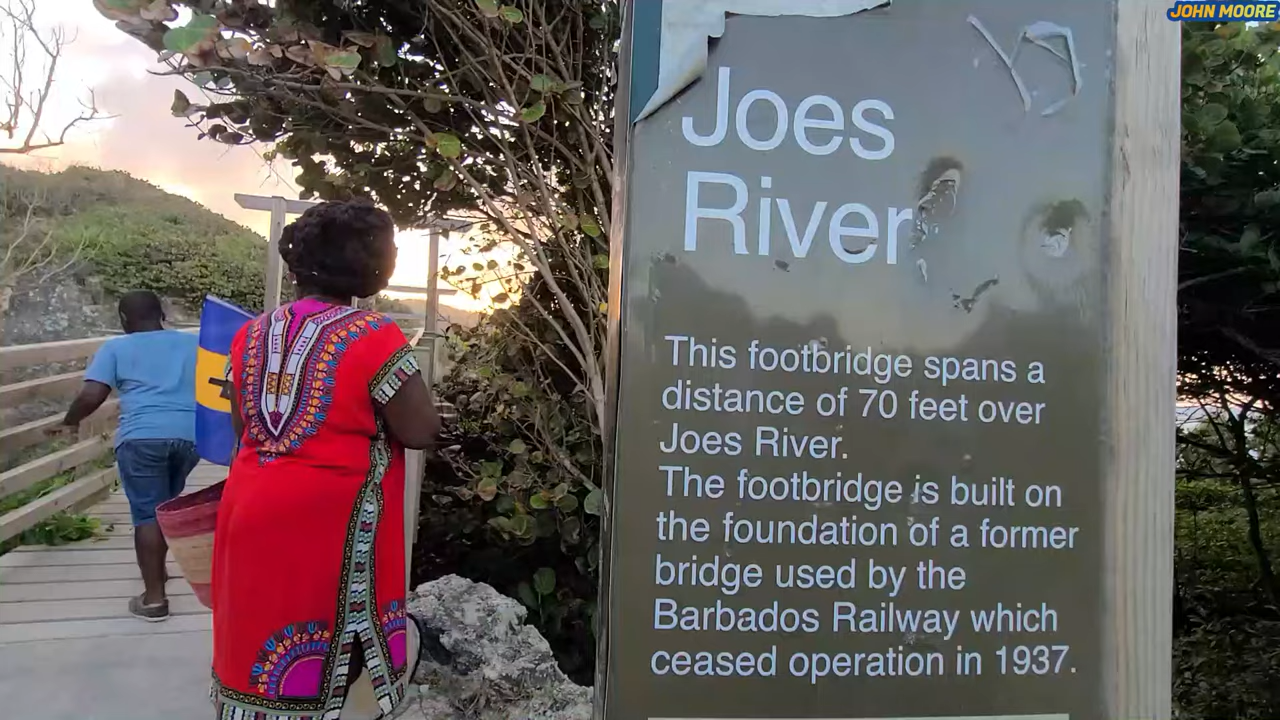 JOHN MOORE
Joes
River
This footbridge spans a
distance of 70 feet over
Joes River.
The footbridge is built on
the foundation of a former
bridge used by the
Barbados Railway which
ceased operation in 1937.